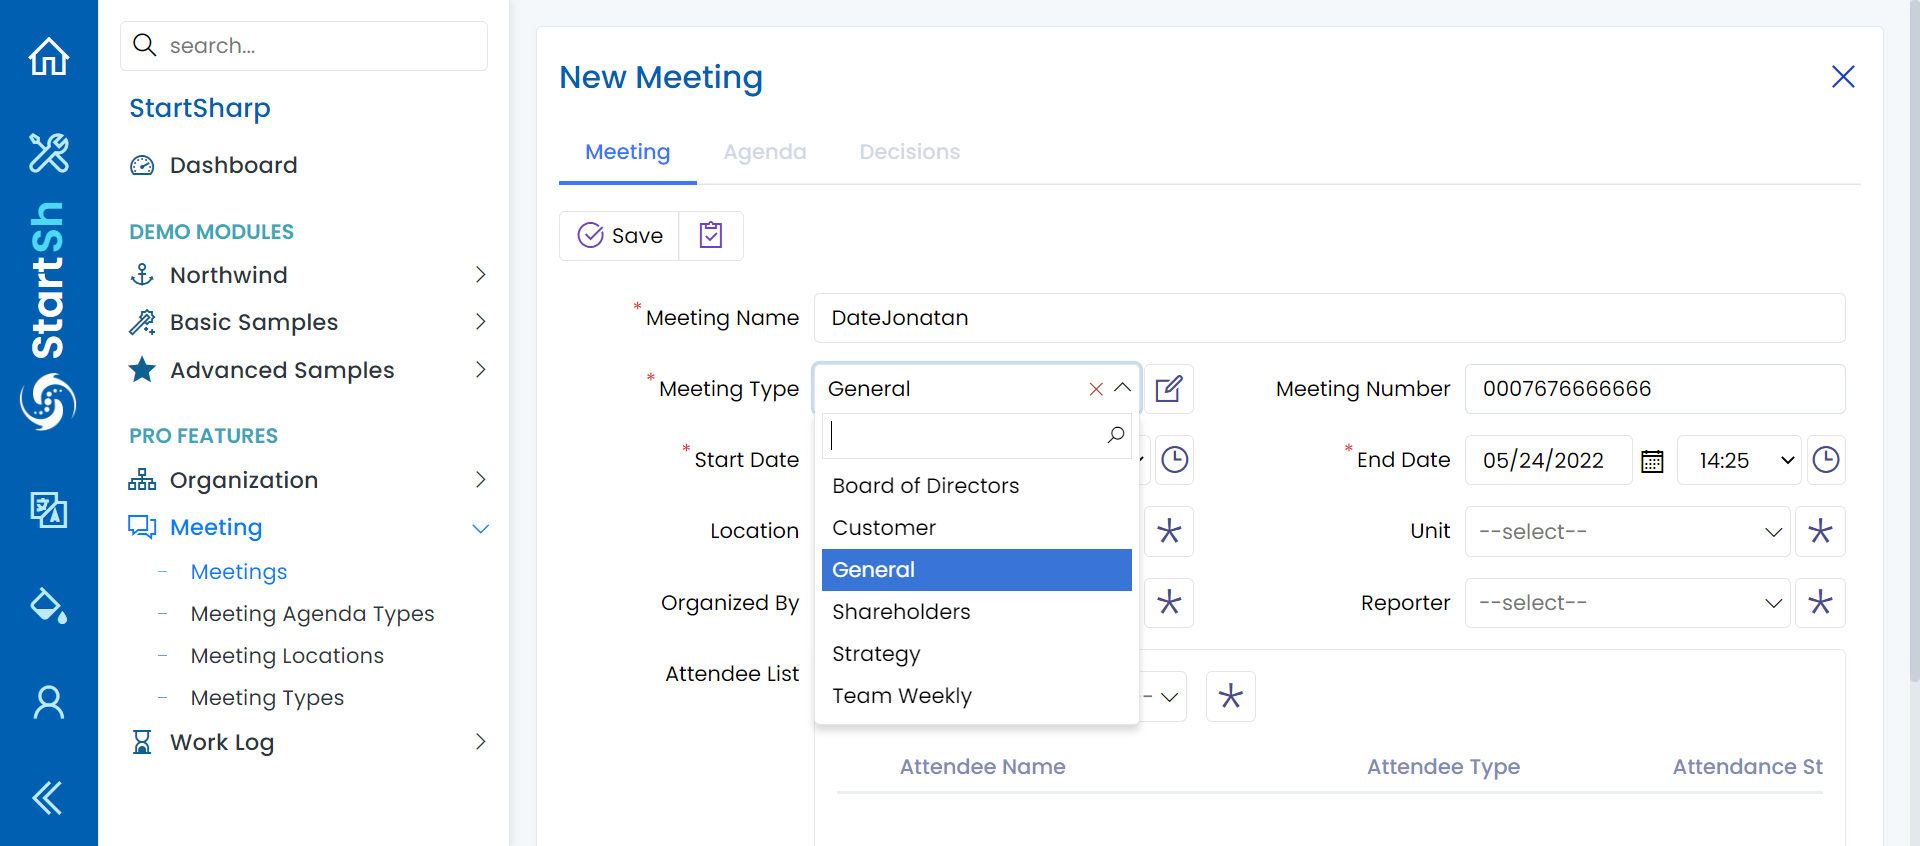 search...
StartSharp
Dashboard
DEMO MODULES
Northwind
Basic Samples
Advanced Samples
PRO FEATURES
Organization
Meeting
Meetings
Meeting Agenda Types
Meeting Locations
Meeting Types
Work Log
StartSh
New Meeting
Meeting
Agenda
Decisions
Save
* Meeting Name
DateJonatan
* Meeting Type
General
Meeting Number
0007676666666
* Start Date
* End Date
05/24/2022
14:25
Board of Directors
Customer
General
Shareholders
Strategy
Team Weekly
Location
Unit
--select--
Organized By
Reporter
--select--
Attendee List
-
Attendee Name
Attendee Type
Attendance St